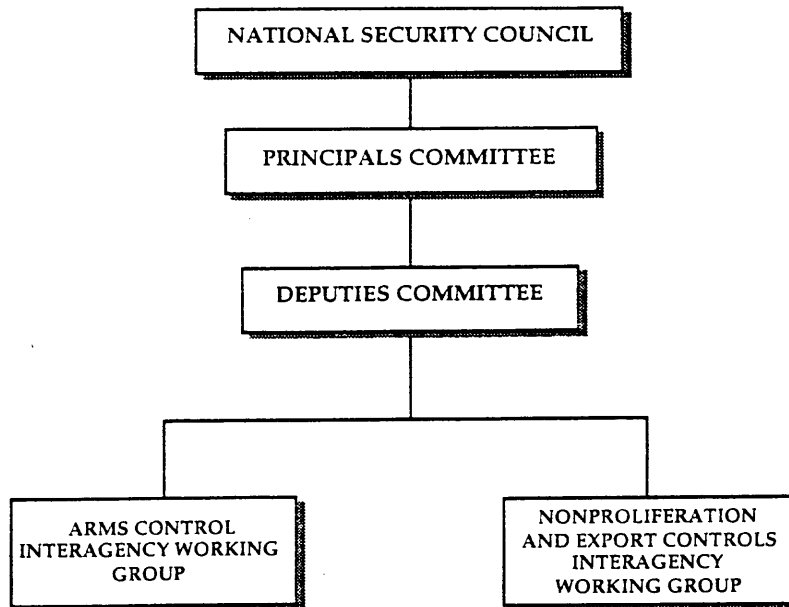 NATIONAL SECURITY COUNCIL
PRINCIPALS COMMITTEE
DEPUTIES COMMITTEE
ARMS CONTROL
INTERAGENCY WORKING
GROUP
NONPROLIFERATION
AND EXPORT CONTROLS
INTERAGENCY
WORKING GROUP